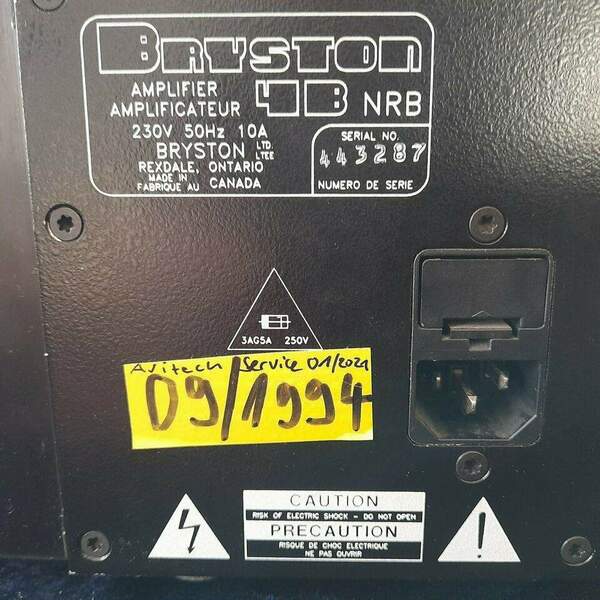 BRYSTON
AMPLIFIER
AMPLIFICATEUR
4B NRB
230V 50Hz 10A
BRYSTON LTD. LTEE
REXDALE, ONTARIO
MADE IN
FABRIQUE AU CANADA
SERIAL NO.
443287
NUMERO DE SERIE
3AG5A 250V
Avitech Service 01/2021
09/1994
CAUTION
RISK OF ELECTRIC SHOCK - DO NOT OPEN
PRECAUTION
RISQUE DE CHOC ELECTRIQUE
NE PAS OUVRIR